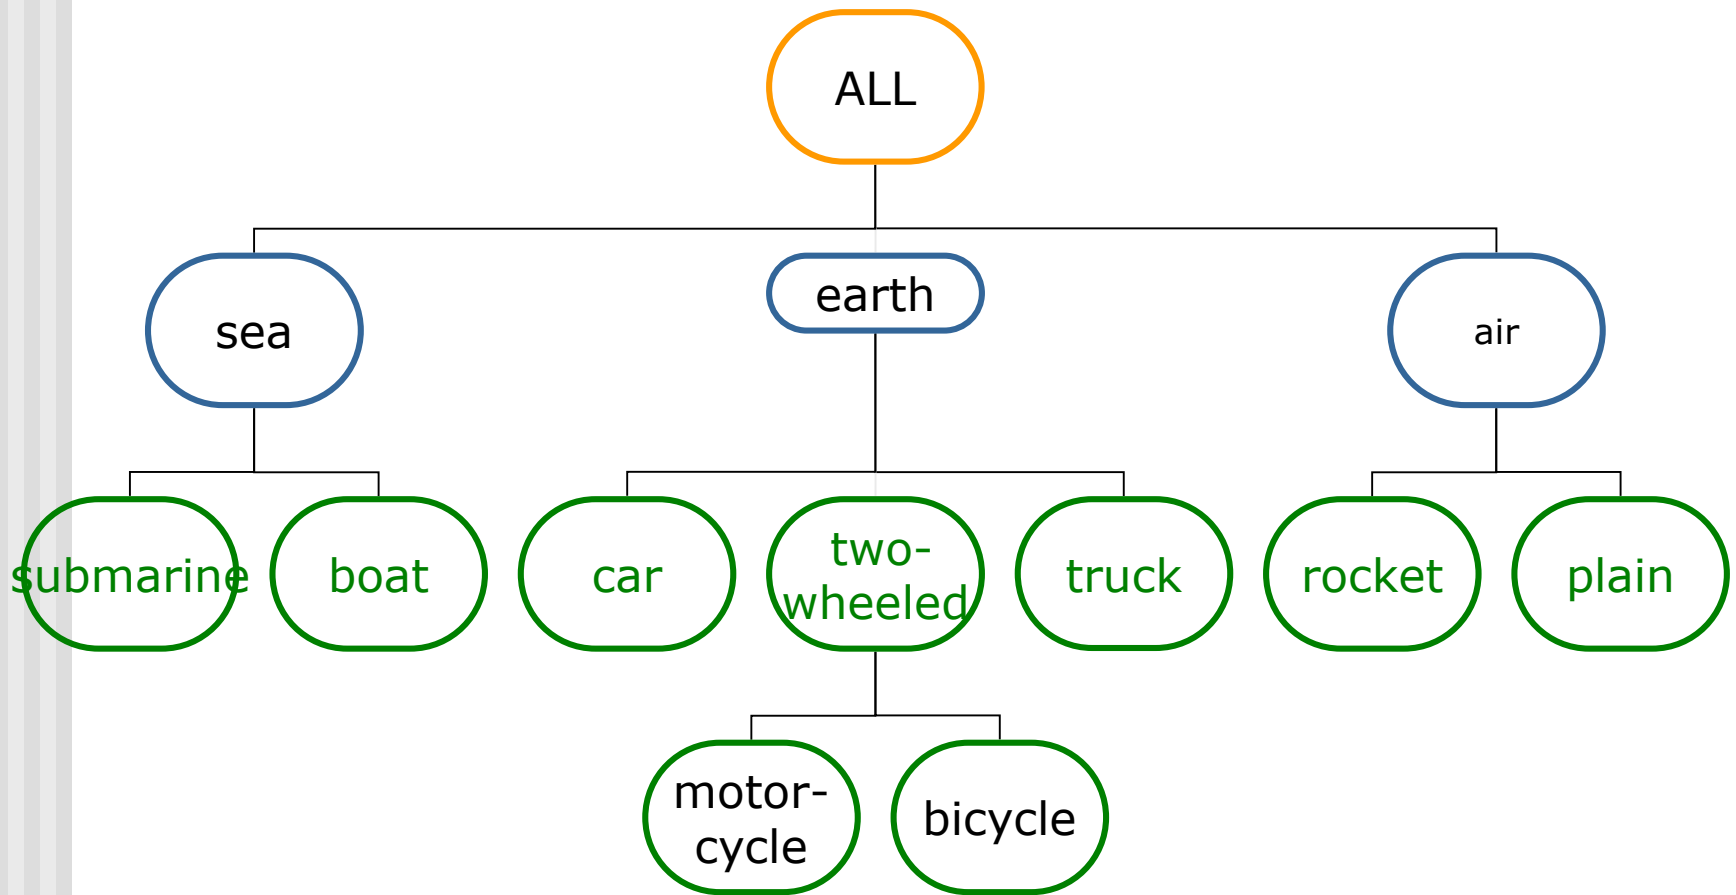 ALL
sea
earth
air
submarine
boat
car
two-
wheeled
truck
rocket
plain
motor-
cycle
bicycle